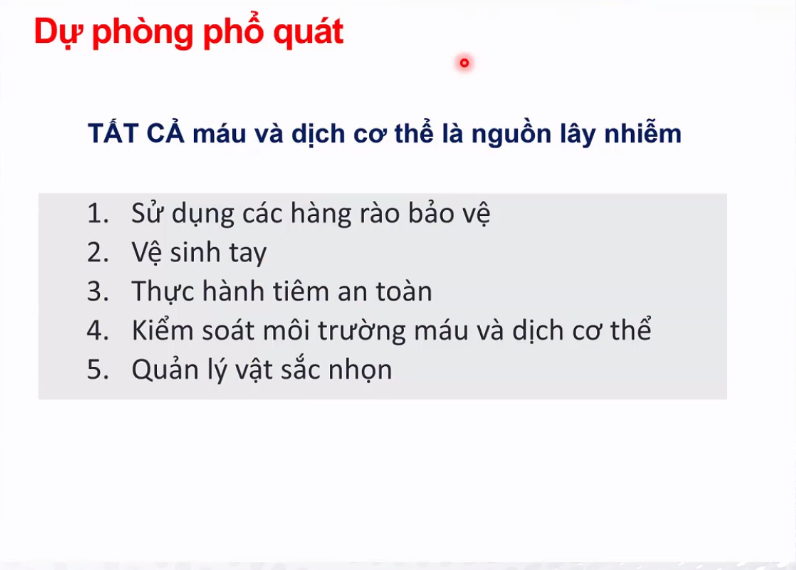 Dự phòng phổ quát
TẤT CẢ máu và dịch cơ thể là nguồn lây nhiễm
1. Sử dụng các hàng rào bảo vệ
2. Vệ sinh tay
3. Thực hành tiêm an toàn
4. Kiểm soát môi trường máu và dịch cơ thể
5. Quản lý vật sắc nhọn